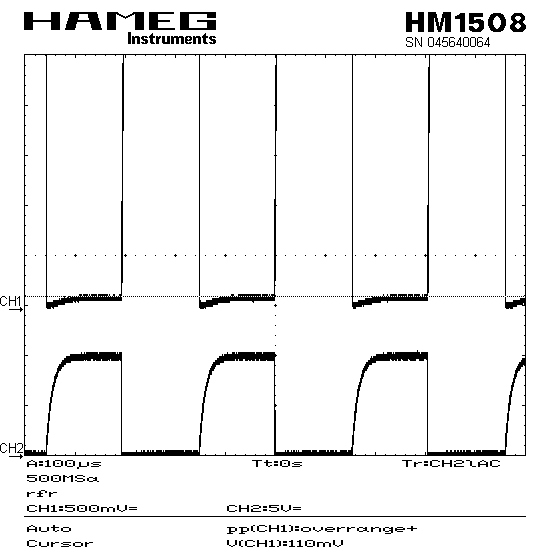 HAMEG
Instruments
HM1508
SN 045640064
CH1
CH2
A:100µs Tt:0s Tr:CH2~AC
500MSa
rfr
CH1:500mV= CH2:5V=
Auto pp(CH1):overrange+
Cursor V(CH1):110mV